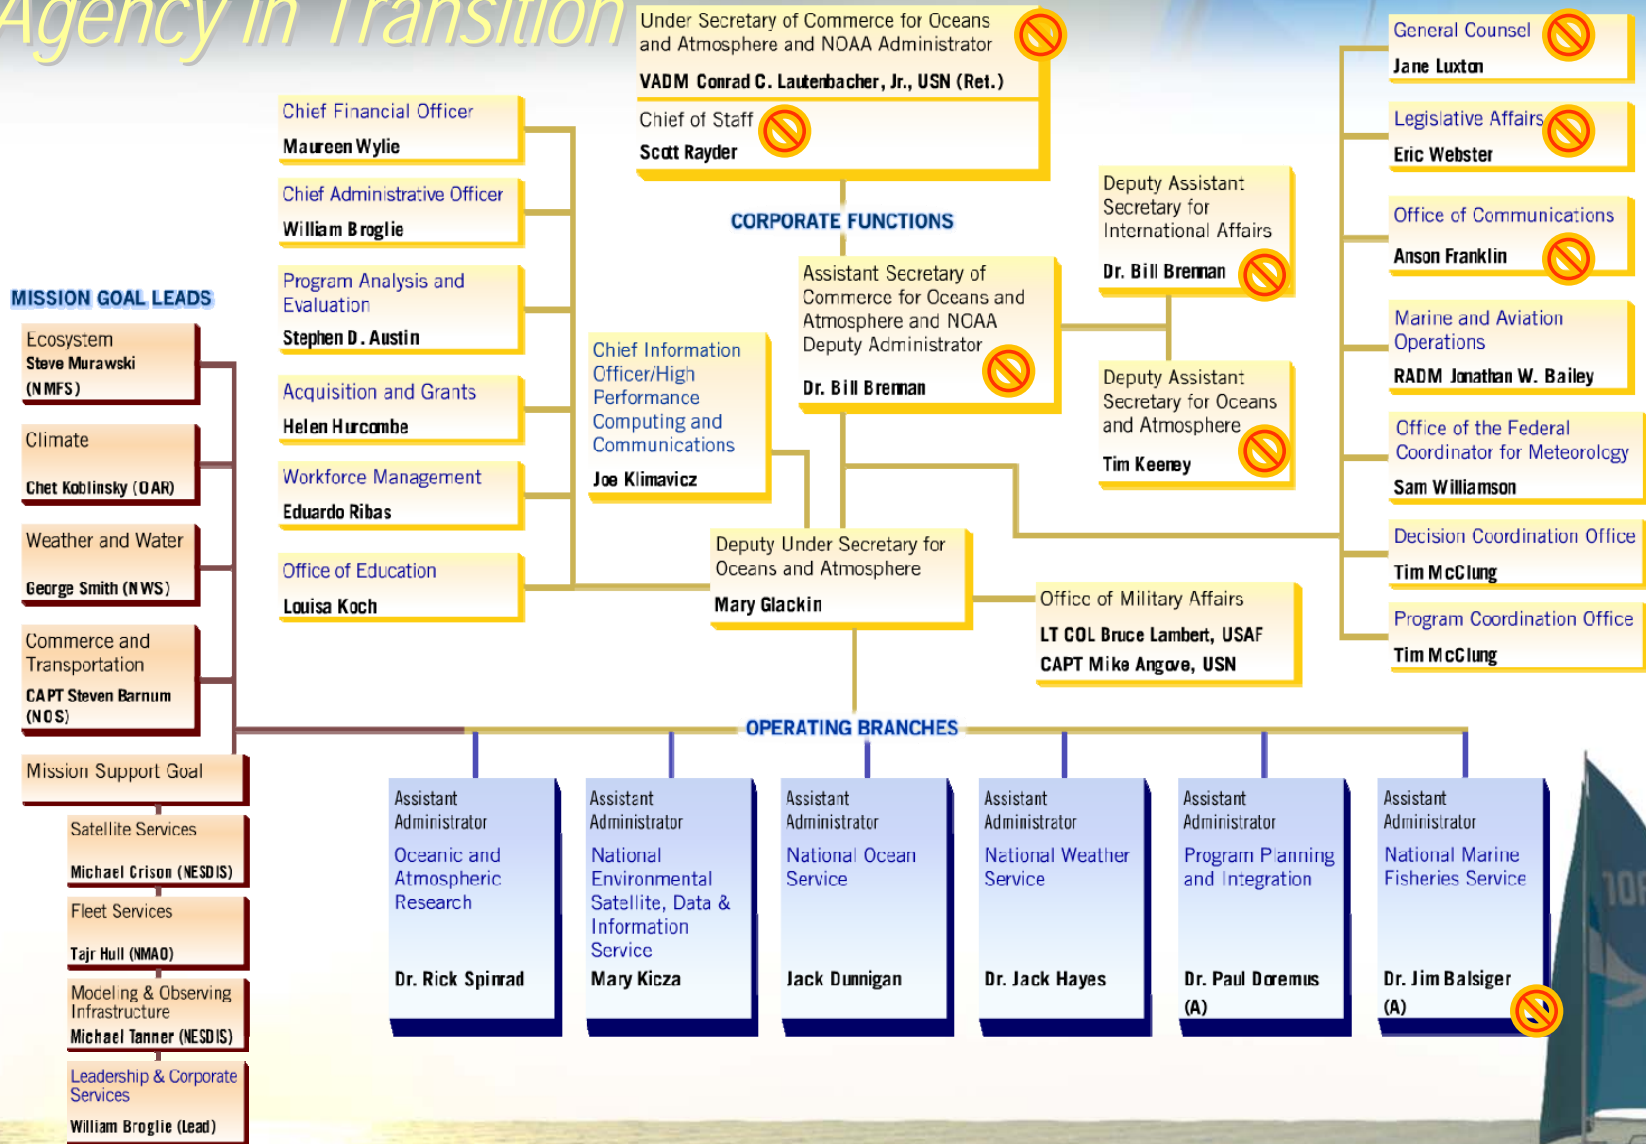 Agency in Transition
Under Secretary of Commerce for Oceans
and Atmosphere and NOAA Administrator
VADM Conrad C. Lautenbacher, Jr., USN (Ret.)
Chief of Staff
Scott Rayder
CORPORATE FUNCTIONS
Chief Financial Officer
Maureen Wylie
Chief Administrative Officer
William Broglie
Program Analysis and
Evaluation
Stephen D. Austin
Acquisition and Grants
Helen Hurcombe
Workforce Management
Eduardo Ribas
Office of Education
Louisa Koch
Chief Information
Officer/High
Performance
Computing and
Communications
Joe Klimavicz
Assistant Secretary of
Commerce for Oceans and
Atmosphere and NOAA
Deputy Administrator
Dr. Bill Brennan
Deputy Assistant
Secretary for
International Affairs
Dr. Bill Brennan
Deputy Assistant
Secretary for Oceans
and Atmosphere
Tim Keeney
General Counsel
Jane Luxton
Legislative Affairs
Eric Webster
Office of Communications
Anson Franklin
Marine and Aviation
Operations
RADM Jonathan W. Bailey
Office of the Federal
Coordinator for Meteorology
Sam Williamson
Decision Coordination Office
Tim McClung
Program Coordination Office
Tim McClung
Deputy Under Secretary for
Oceans and Atmosphere
Mary Glackin
Office of Military Affairs
LT COL Bruce Lambert, USAF
CAPT Mike Angove, USN
MISSION GOAL LEADS
Ecosystem
Steve Murawski
(NMFS)
Climate
Chet Koblinsky (OAR)
Weather and Water
George Smith (NWS)
Commerce and
Transportation
CAPT Steven Barnum
(NOS)
Mission Support Goal
Satellite Services
Michael Crison (NESDIS)
Fleet Services
Tajr Hull (NMAO)
Modeling & Observing
Infrastructure
Michael Tanner (NESDIS)
Leadership & Corporate
Services
William Broglie (Lead)
OPERATING BRANCHES
Assistant
Administrator
Oceanic and
Atmospheric
Research
Dr. Rick Spinrad
Assistant
Administrator
National
Environmental
Satellite, Data &
Information
Service
Mary Kicza
Assistant
Administrator
National Ocean
Service
Jack Dunnigan
Assistant
Administrator
National Weather
Service
Dr. Jack Hayes
Assistant
Administrator
Program Planning
and Integration
Dr. Paul Doremus
(A)
Assistant
Administrator
National Marine
Fisheries Service
Dr. Jim Balsiger
(A)